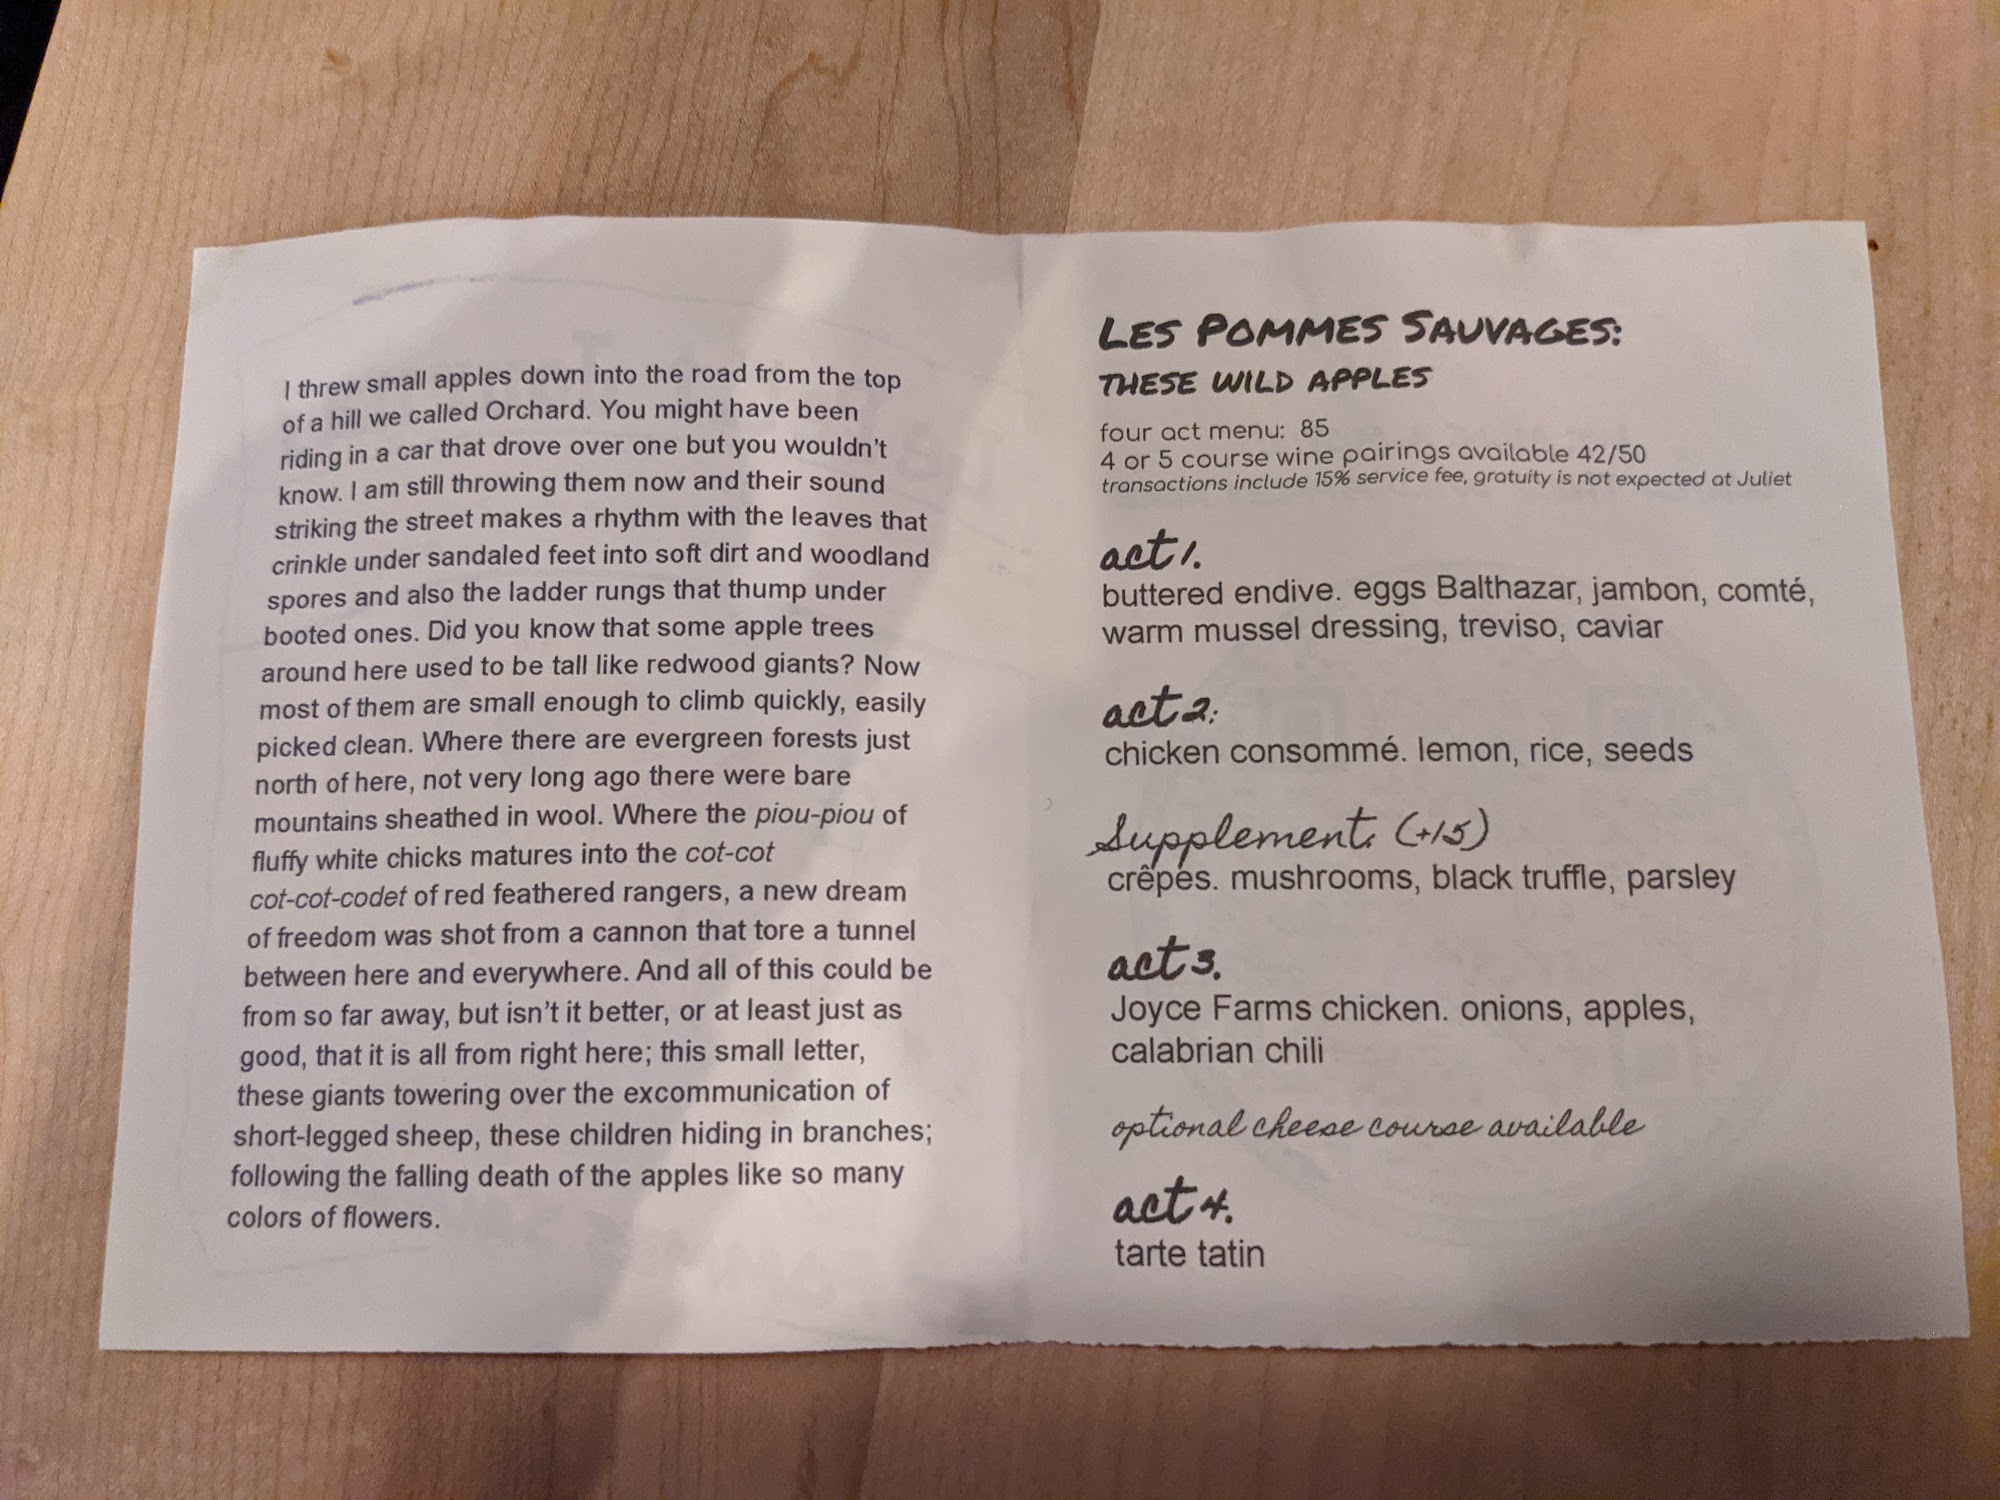 I threw small apples down into the road from the top
of a hill we called Orchard. You might have been
riding in a car that drove over one but you wouldn't
know. I am still throwing them now and their sound
striking the street makes a rhythm with the leaves that
crinkle under sandaled feet into soft dirt and woodland
spores and also the ladder rungs that thump under
booted ones. Did you know that some apple trees
around here used to be tall like redwood giants? Now
most of them are small enough to climb quickly, easily
picked clean. Where there are evergreen forests just
north of here, not very long ago there were bare
mountains sheathed in wool. Where the piou-piou of
fluffy white chicks matures into the cot-cot
cot-cot-codet of red feathered rangers, a new dream
of freedom was shot from a cannon that tore a tunnel
between here and everywhere. And all of this could be
from so far away, but isn't it better, or at least just as
good, that it is all from right here; this small letter,
these giants towering over the excommunication of
short-legged sheep, these children hiding in branches;
following the falling death of the apples like so many
colors of flowers.
LES POMMES SAUVAGES:
THESE WILD APPLES
four act menu: 85
4 or 5 course wine pairings available 42/50
transactions include 15% service fee, gratuity is not expected at Juliet
act 1.
buttered endive. eggs Balthazar, jambon, comté,
warm mussel dressing, treviso, caviar
act 2:
chicken consommé. lemon, rice, seeds
Supplement. (+15)
crêpes. mushrooms, black truffle, parsley
act 3.
Joyce Farms chicken. onions, apples,
calabrian chili
optional cheese course available
act 4.
tarte tatin